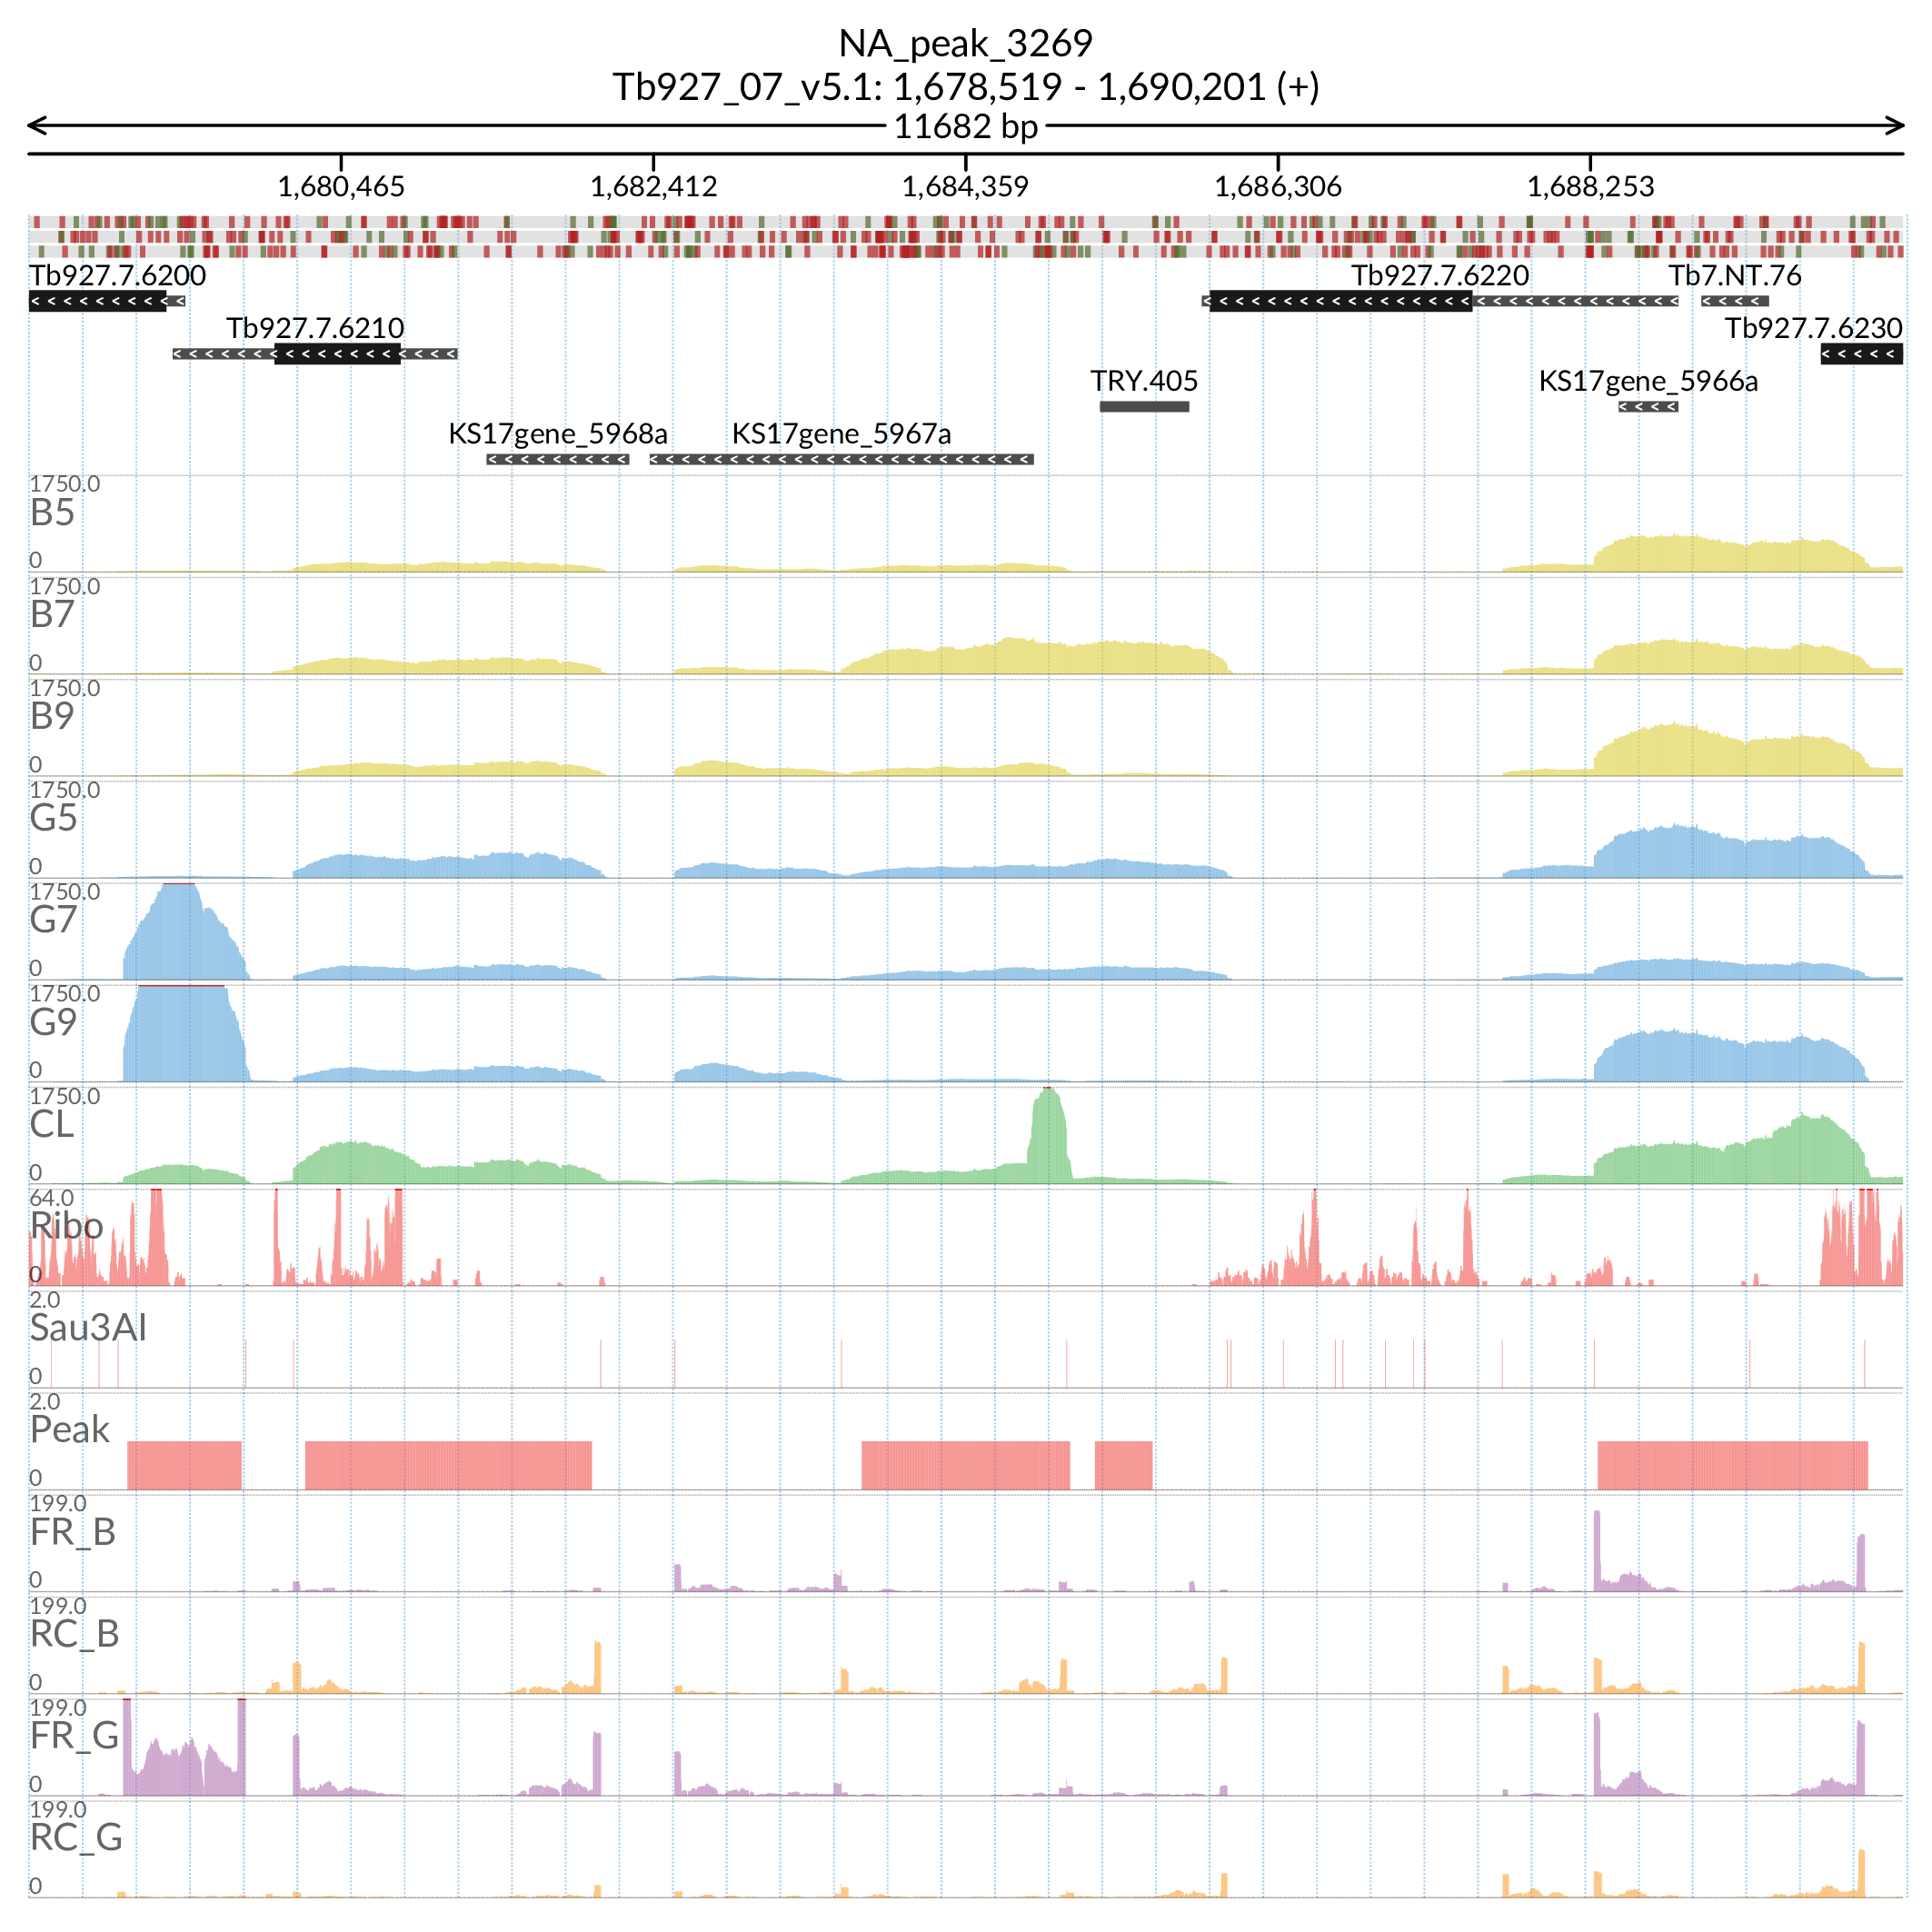 NA_peak_3269
Tb927_07_v5.1: 1,678,519 - 1,690,201 (+)
11682 bp
1,680,465 1,682,412 1,684,359 1,686,306 1,688,253
Tb927.7.6200 Tb927.7.6220 Tb7.NT.76
Tb927.7.6210 Tb927.7.6230
TRY.405 KS17gene_5966a
KS17gene_5968a KS17gene_5967a
1750.0
B5
0
1750.0
B7
0
1750.0
B9
0
1750.0
G5
0
1750.0
G7
0
1750.0
G9
0
1750.0
CL
0
64.0
Ribo
0
2.0
Sau3AI
0
2.0
Peak
0
199.0
FR_B
0
199.0
RC_B
0
199.0
FR_G
0
199.0
RC_G
0